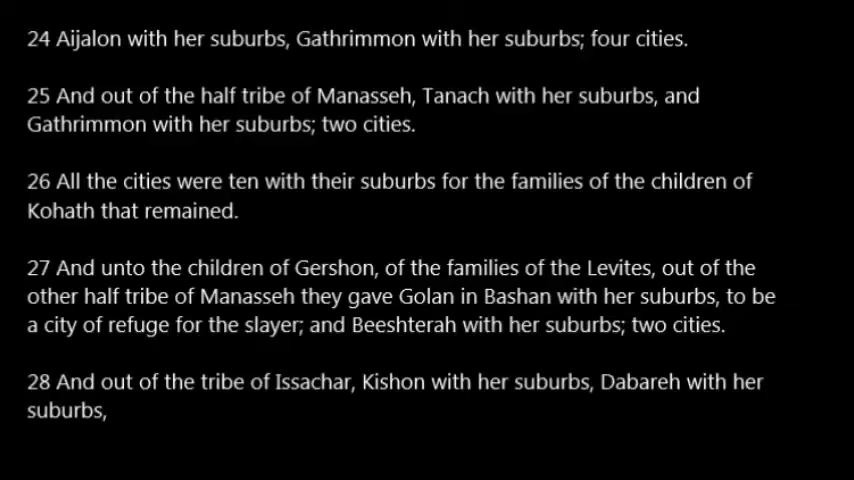 24 Aijalon with her suburbs, Gathrimmon with her suburbs; four cities.
25 And out of the half tribe of Manasseh, Tanach with her suburbs, and
Gathrimmon with her suburbs; two cities.
26 All the cities were ten with their suburbs for the families of the children of
Kohath that remained.
27 And unto the children of Gershon, of the families of the Levites, out of the
other half tribe of Manasseh they gave Golan in Bashan with her suburbs, to be
a city of refuge for the slayer; and Beeshterah with her suburbs; two cities.
28 And out of the tribe of Issachar, Kishon with her suburbs, Dabareh with her
suburbs,